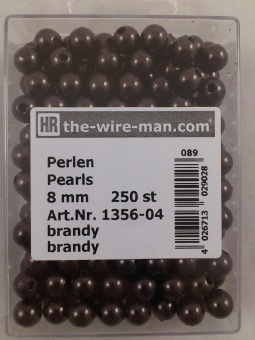 HR the-wire-man.com®
089
Perlen
Pearls
8 mm 250 st
Art.Nr. 1356-04
brandy
brandy
4 026713 029028